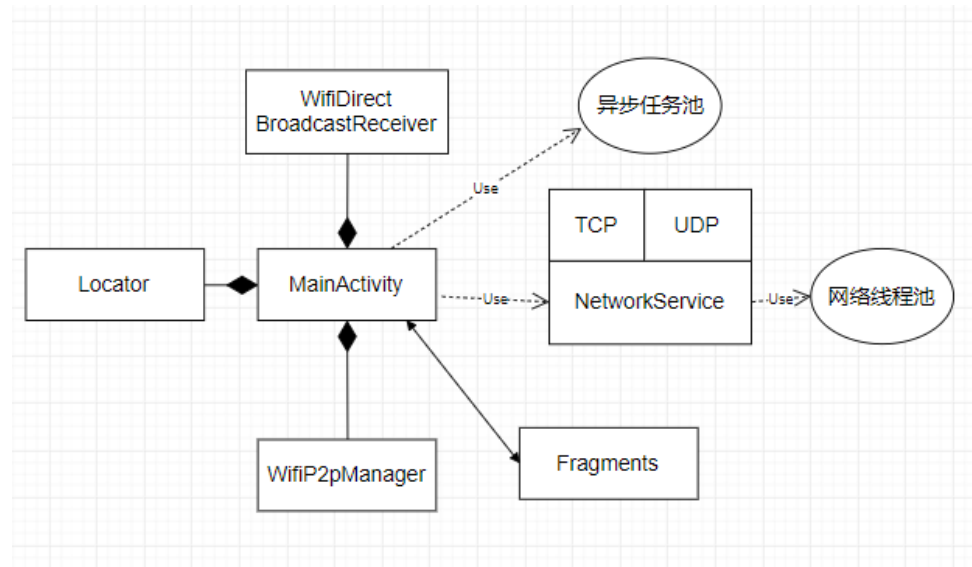 WifiDirect
BroadcastReceiver
异步任务池
Use
TCP
UDP
Locator
MainActivity
Use
NetworkService
Use
网络线程池
WifiP2pManager
Fragments